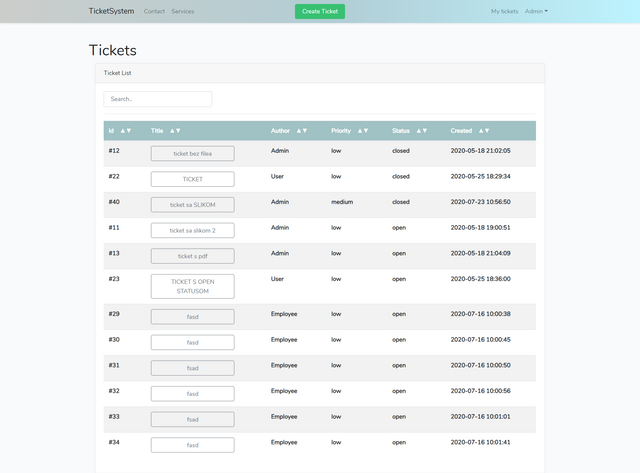 TicketSystem Contact Services Create Ticket My tickets Admin
Tickets
Ticket List
Search..
Id ▲▼ Title ▲▼ Author ▲▼ Priority ▲▼ Status ▲▼ Created ▲▼
#12 ticket bez filea Admin low closed 2020-05-18 21:02:05
#22 TICKET User low closed 2020-05-25 18:29:34
#40 ticket sa SLIKOM Admin medium closed 2020-07-23 10:56:50
#11 ticket sa slikom 2 Admin low open 2020-05-18 19:00:51
#13 ticket s pdf Admin low open 2020-05-18 21:04:09
#23 TICKET S OPEN User low open 2020-05-25 18:36:00
STATUSOM
#29 fasd Employee low open 2020-07-16 10:00:38
#30 fasd Employee low open 2020-07-16 10:00:45
#31 fsad Employee low open 2020-07-16 10:00:50
#32 fasd Employee low open 2020-07-16 10:00:56
#33 fsad Employee low open 2020-07-16 10:01:01
#34 fasd Employee low open 2020-07-16 10:01:41